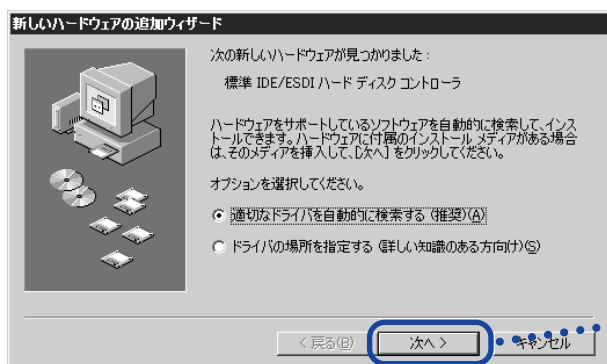 新しいハードウェアの追加ウィザード
次の新しいハードウェアが見つかりました :
標準 IDE/ESDI ハード ディスク コントローラ
ハードウェアをサポートしているソフトウェアを自動的に検索して、インス
トールできます。ハードウェアに付属のインストール メディアがある場合
は、そのメディアを挿入して、[次へ] をクリックしてください。
オプションを選択してください。
適切なドライバを自動的に検索する (推奨)(A)
ドライバの場所を指定する (詳しい知識のある方向け)(S)
< 戻る(B)
次へ >
キャンセル